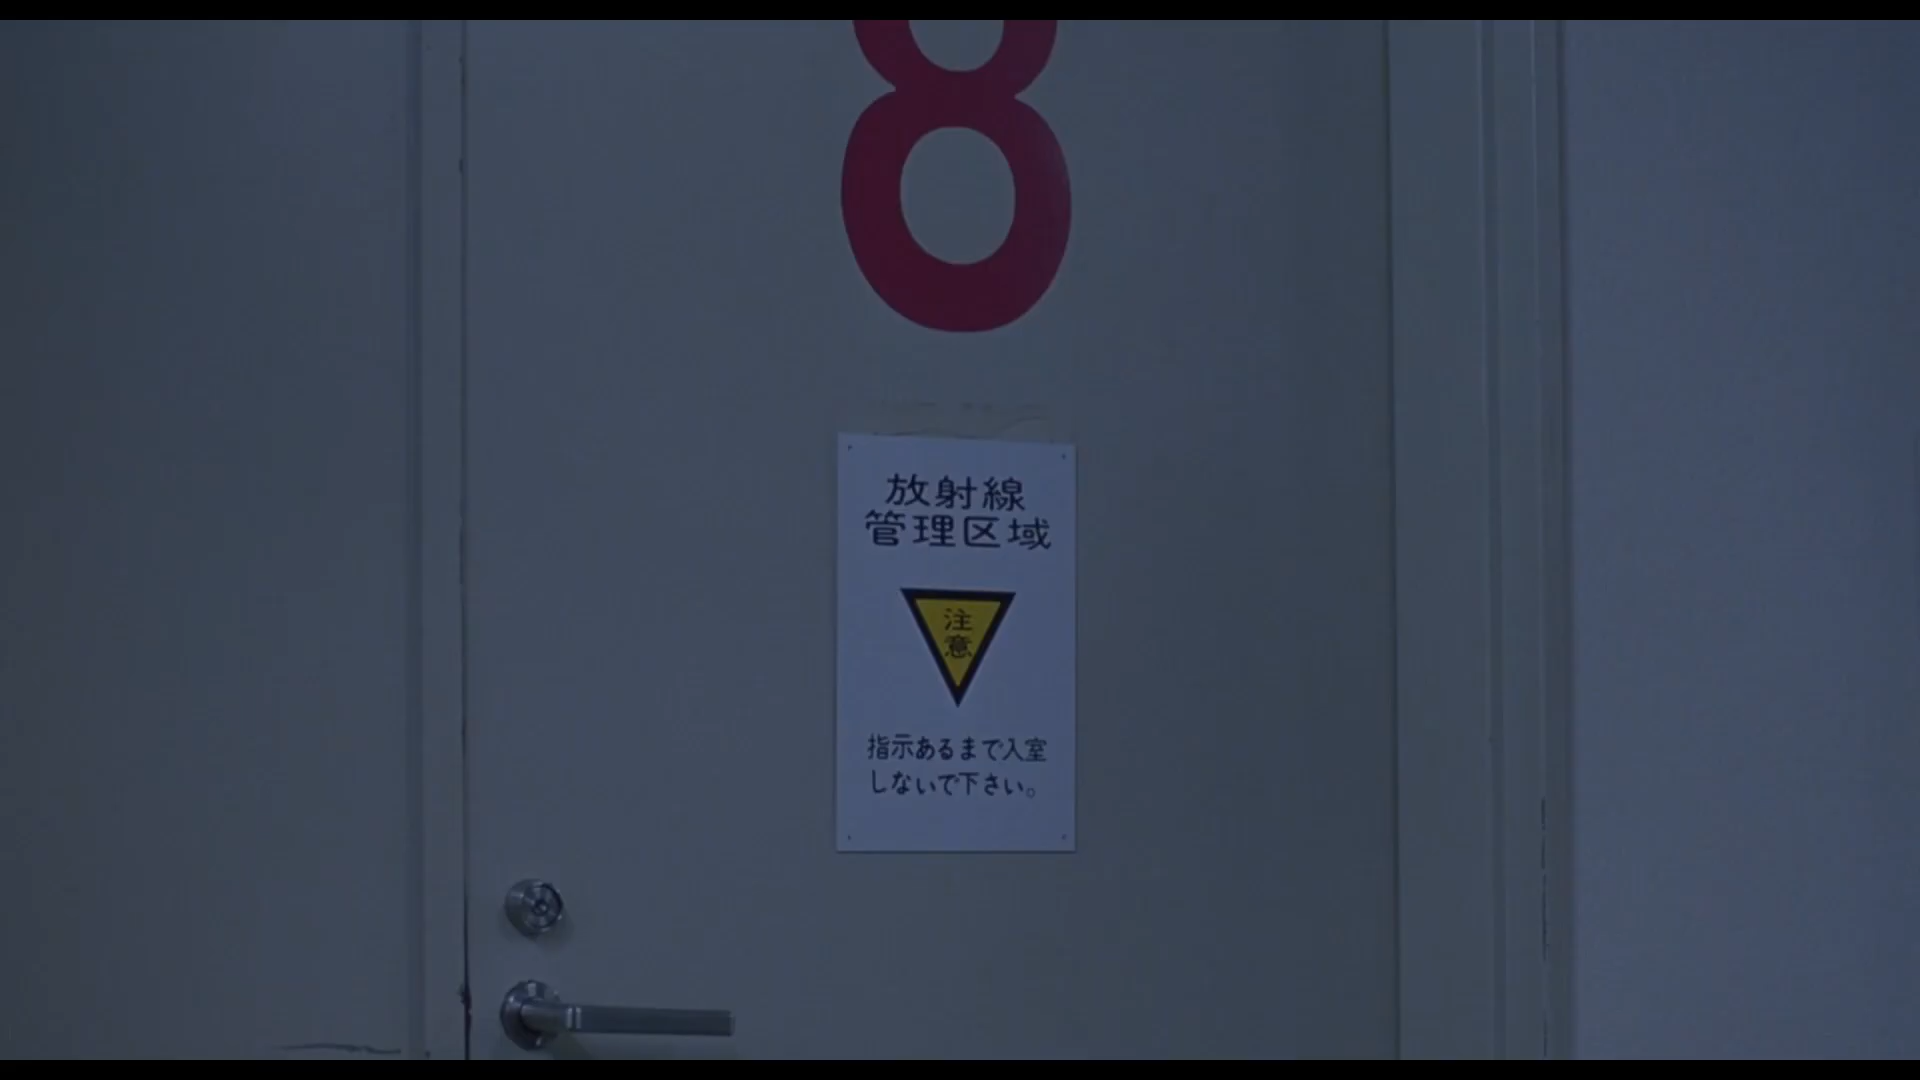 8
放射線
管理区域
注
意
指示あるまで入室
しないで下さい。